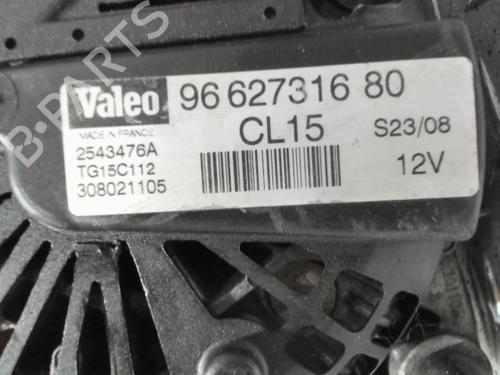 B-PARTS
Valeo
96 627316 80
MADE IN FRANCE
CL15
S23/08
2543476A
TG15C112
12V
308021105